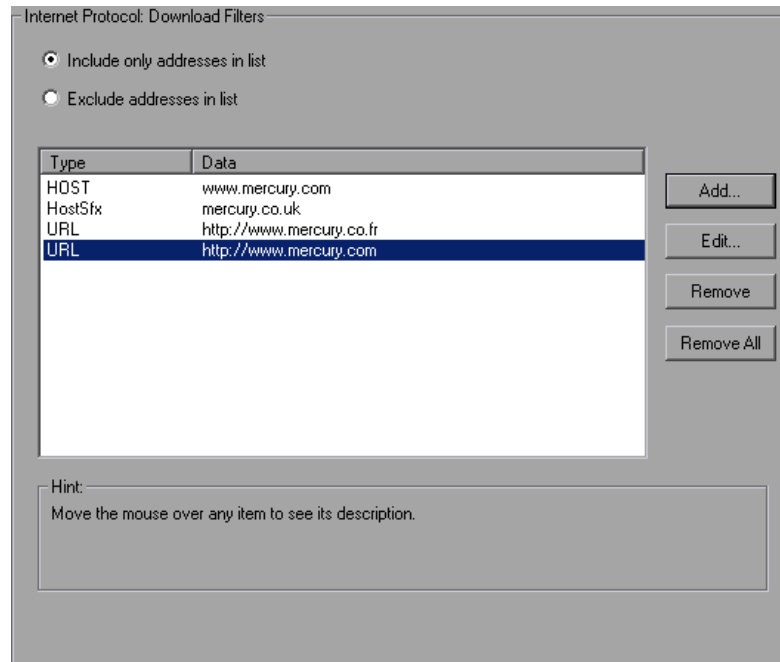 Internet Protocol: Download Filters
Include only addresses in list
Exclude addresses in list
Type Data
HOST www.mercury.com
HostSfx mercury.co.uk
URL http://www.mercury.co.fr
URL http://www.mercury.com
Add...
Edit...
Remove
Remove All
Hint:
Move the mouse over any item to see its description.